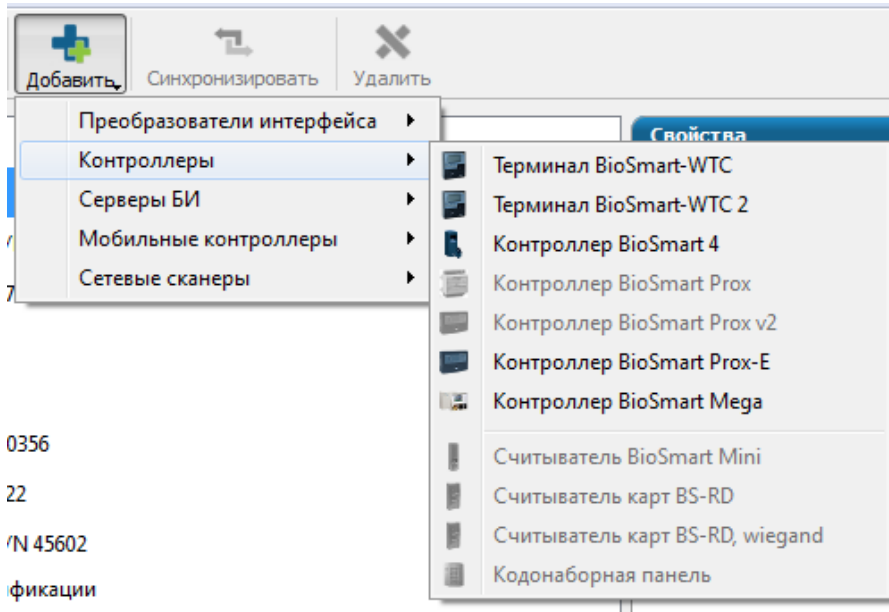 Добавить
Синхронизировать
Удалить
Преобразователи интерфейса
Контроллеры
Серверы БИ
Мобильные контроллеры
Сетевые сканеры
Свойства
Терминал BioSmart-WTC
Терминал BioSmart-WTC 2
Контроллер BioSmart 4
Контроллер BioSmart Prox
Контроллер BioSmart Prox v2
Контроллер BioSmart Prox-E
Контроллер BioSmart Mega
Считыватель BioSmart Mini
Считыватель карт BS-RD
Считыватель карт BS-RD, wiegand
Кодонаборная панель
7
0356
22
/N 45602
фикации